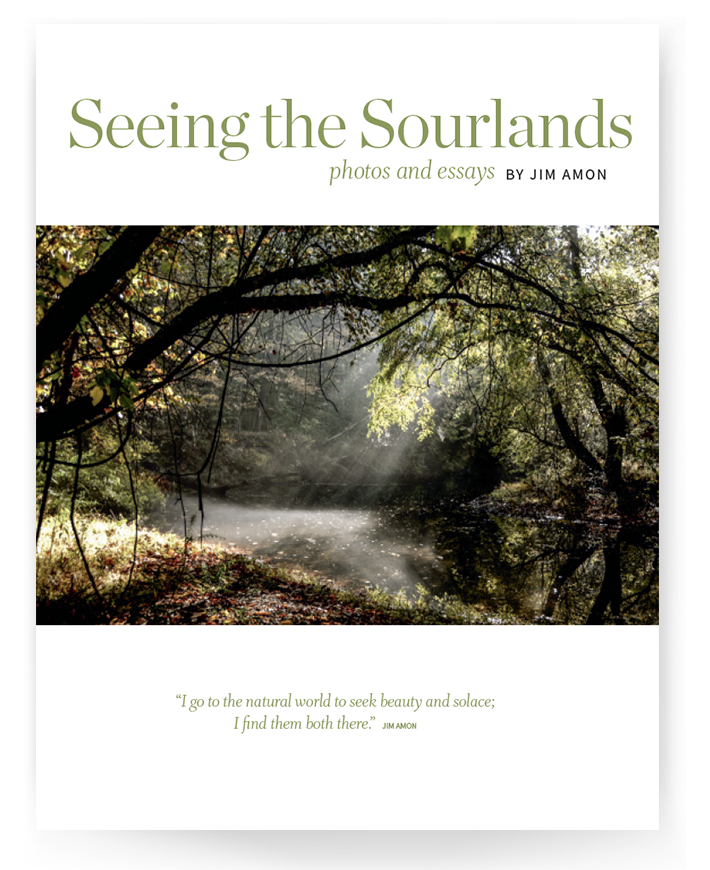 Seeing the Sourlands
photos and essays BY JIM AMON
“I go to the natural world to seek beauty and solace;
I find them both there.” JIM AMON